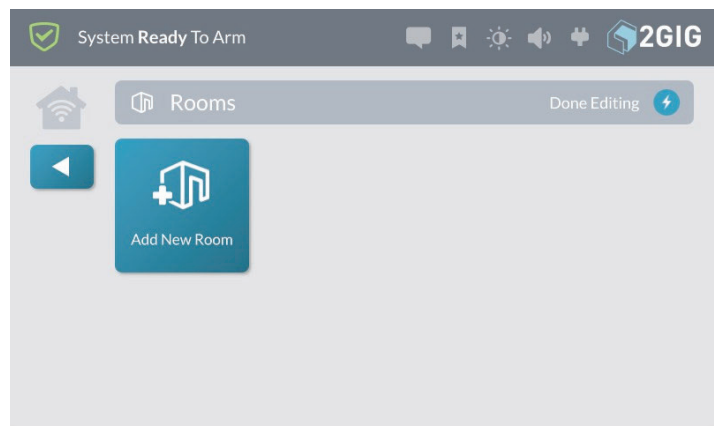 System Ready To Arm
2GIG
Rooms
Done Editing
Add New Room